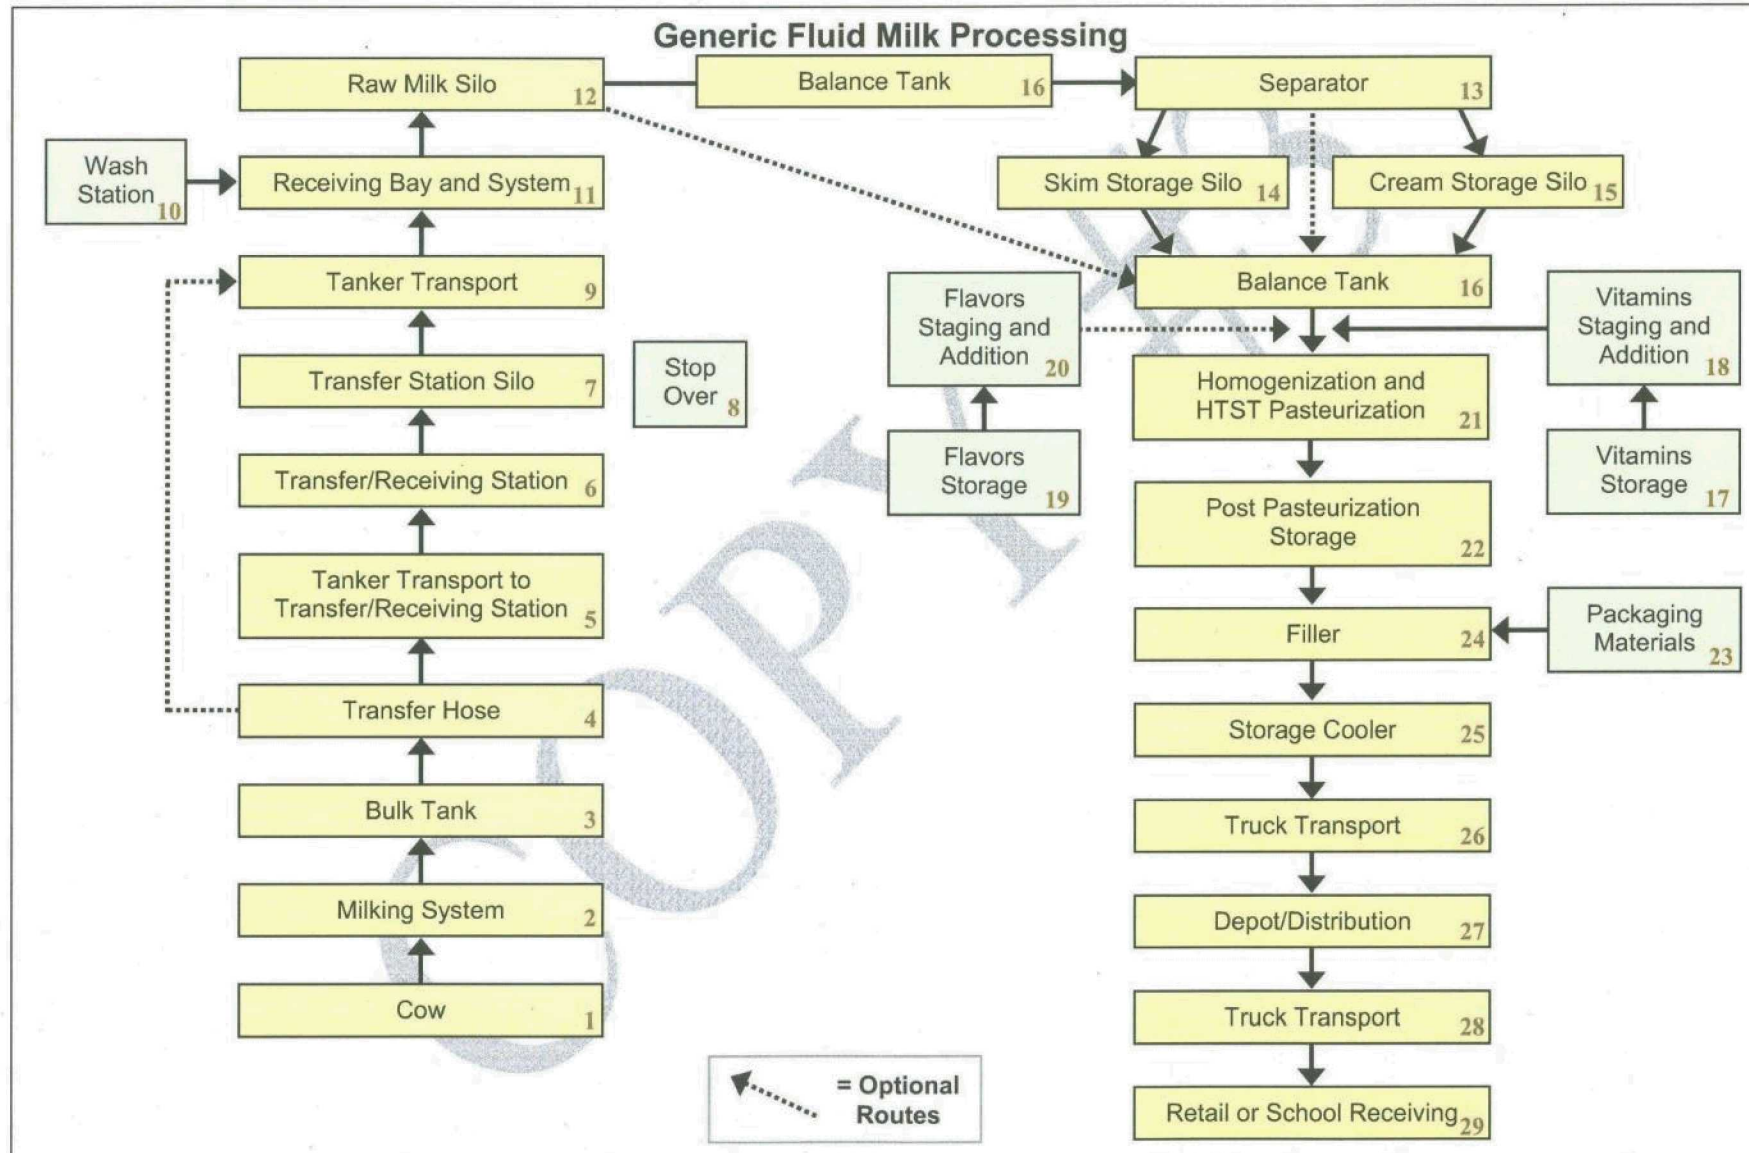 Generic Fluid Milk Processing
Raw Milk Silo 12
Balance Tank 16
Separator 13
Wash
Station 10
Receiving Bay and System 11
Skim Storage Silo 14
Cream Storage Silo 15
Tanker Transport 9
Balance Tank 16
Flavors
Staging and
Addition 20
Vitamins
Staging and
Addition 18
Transfer Station Silo 7
Stop
Over 8
Homogenization and
HTST Pasteurization 21
Transfer/Receiving Station 6
Flavors
Storage 19
Vitamins
Storage 17
Post Pasteurization
Storage 22
Tanker Transport to
Transfer/Receiving Station 5
Filler 24
Packaging
Materials 23
Transfer Hose 4
Storage Cooler 25
Bulk Tank 3
Truck Transport 26
Milking System 2
Depot/Distribution 27
Cow 1
Truck Transport 28
= Optional
Routes
Retail or School Receiving 29
COPY